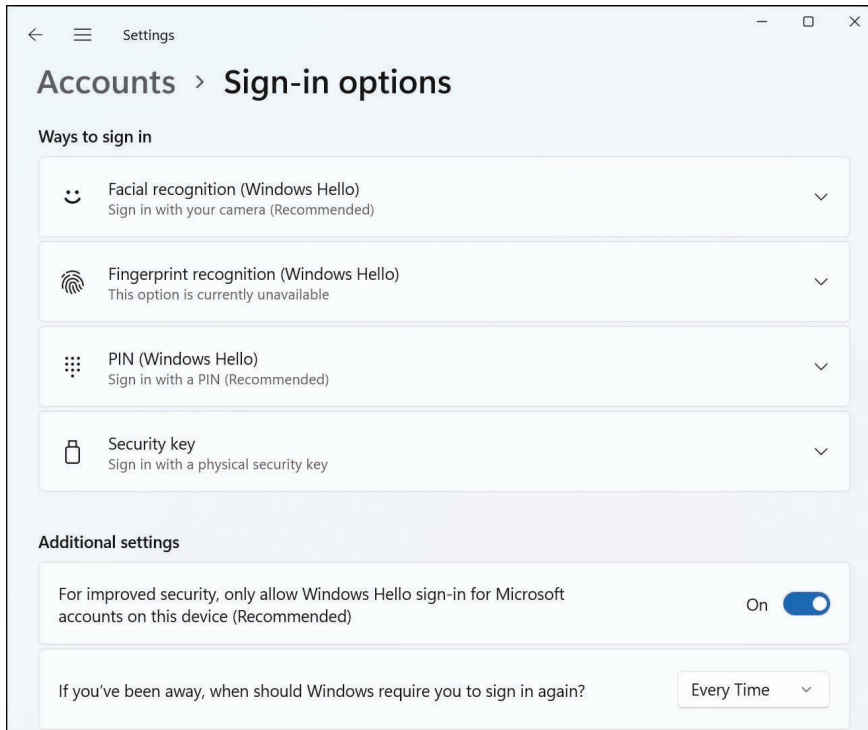 Settings
Accounts > Sign-in options
Ways to sign in
Facial recognition (Windows Hello)
Sign in with your camera (Recommended)
Fingerprint recognition (Windows Hello)
This option is currently unavailable
PIN (Windows Hello)
Sign in with a PIN (Recommended)
Security key
Sign in with a physical security key
Additional settings
For improved security, only allow Windows Hello sign-in for Microsoft
accounts on this device (Recommended)
On
If you’ve been away, when should Windows require you to sign in again?
Every Time